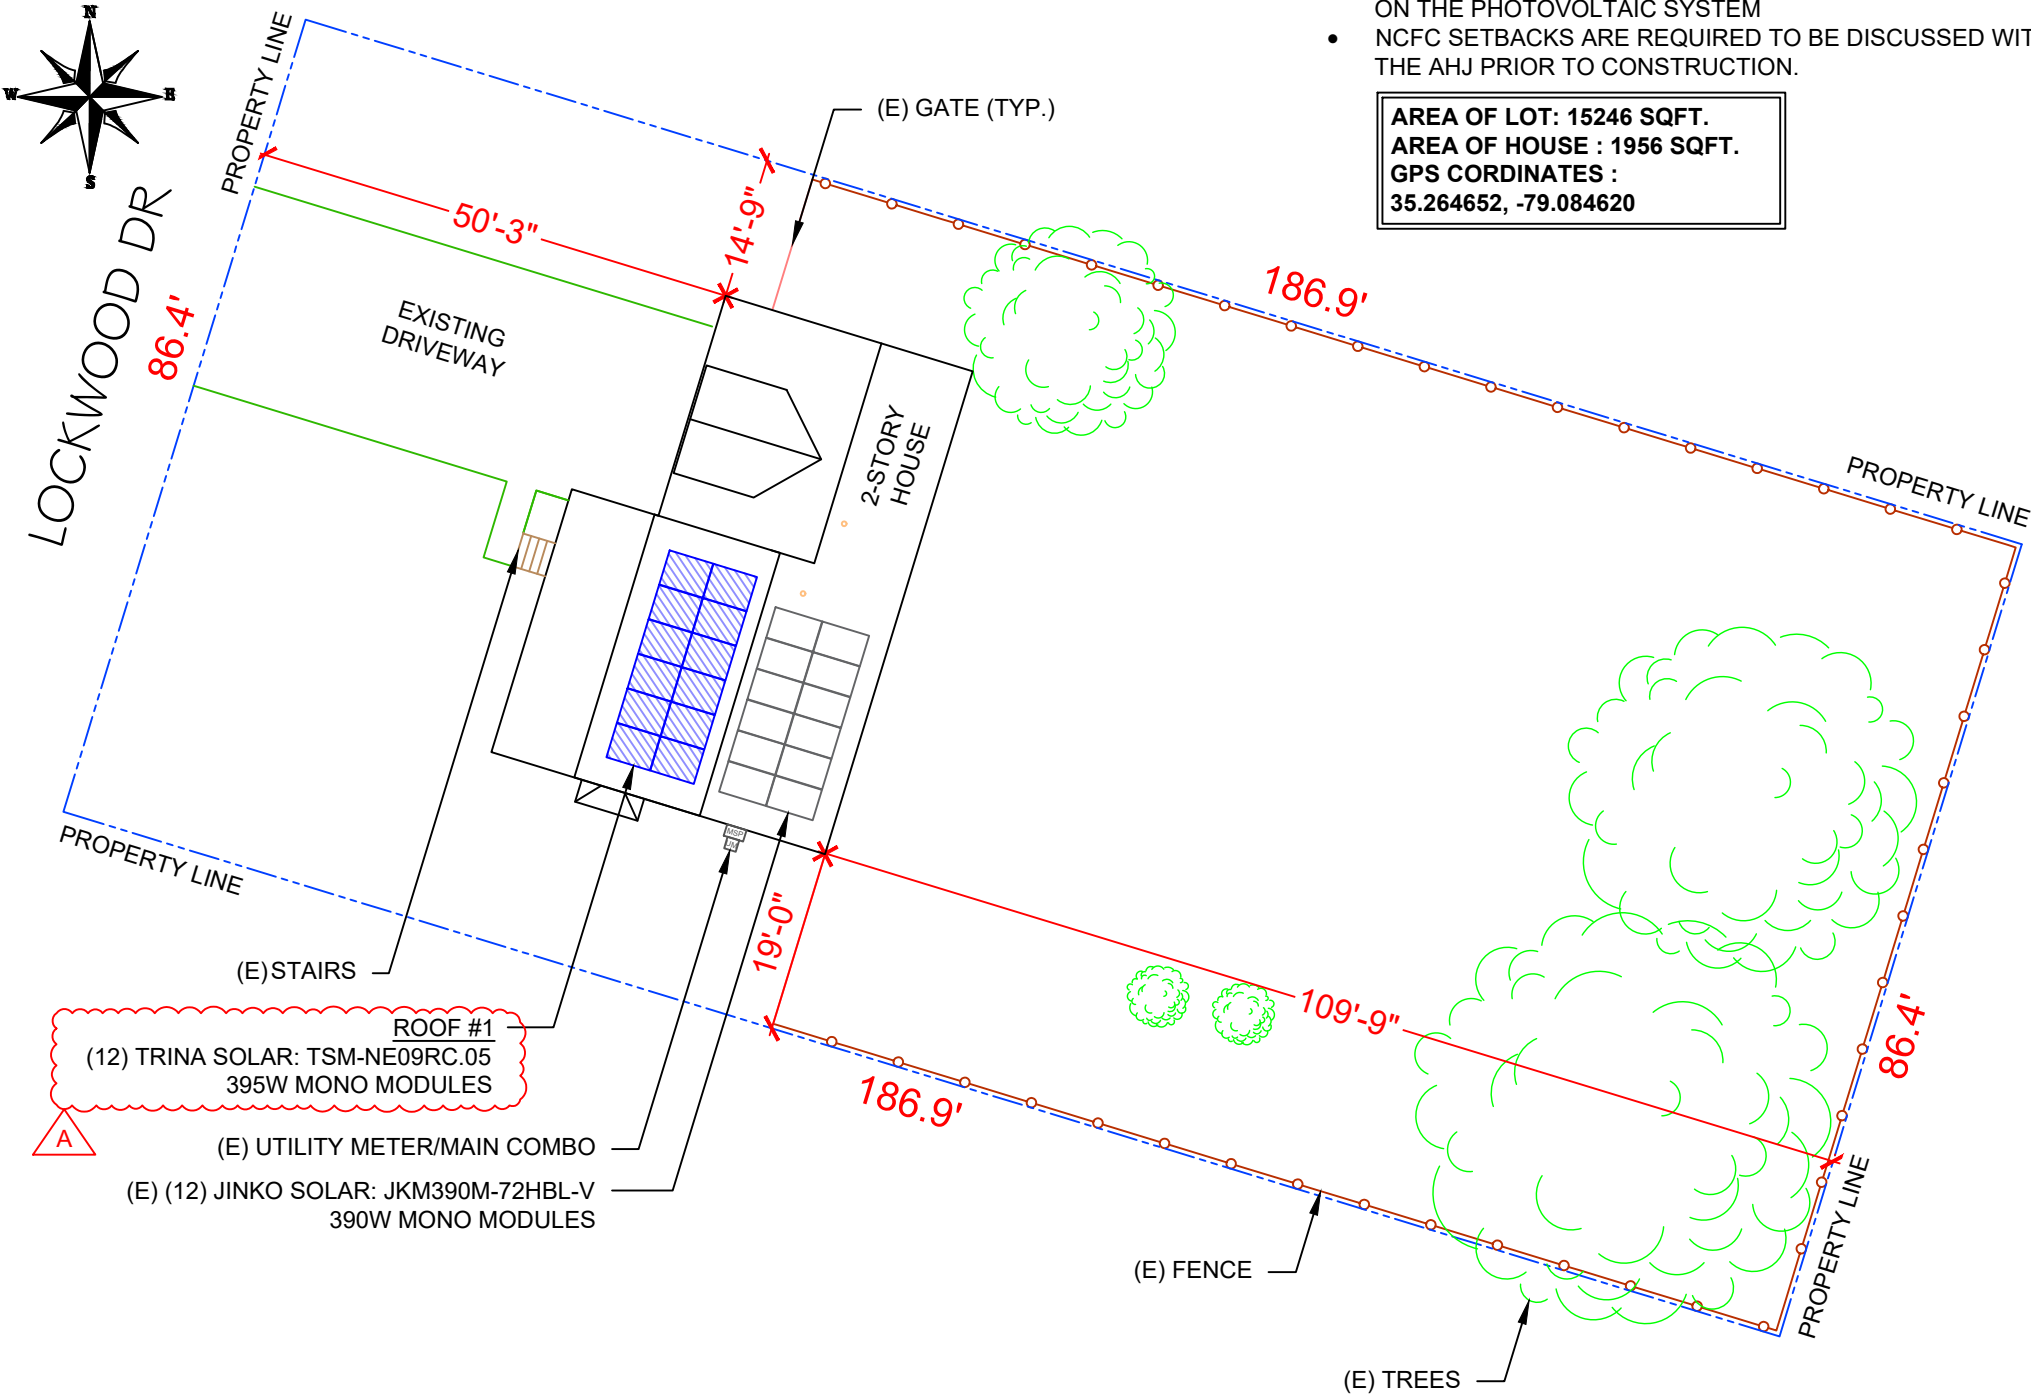 ON THE PHOTOVOLTAIC SYSTEM
• NCFC SETBACKS ARE REQUIRED TO BE DISCUSSED WIT
THE AHJ PRIOR TO CONSTRUCTION.
AREA OF LOT: 15246 SQFT.
AREA OF HOUSE : 1956 SQFT.
GPS CORDINATES :
35.264652, -79.084620
N
W
E
S
PROPERTY LINE
(E) GATE (TYP.)
50'-3"
14'-9"
186.9'
LOCKWOOD DR
86.4'
EXISTING
DRIVEWAY
2-STORY
HOUSE
PROPERTY LINE
MSP
UM
PROPERTY LINE
19'-0"
(E) STAIRS
109'-9"
86.4'
ROOF #1
(12) TRINA SOLAR: TSM-NE09RC.05
395W MONO MODULES
A
186.9'
(E) UTILITY METER/MAIN COMBO
(E) (12) JINKO SOLAR: JKM390M-72HBL-V
390W MONO MODULES
PROPERTY LINE
(E) FENCE
(E) TREES